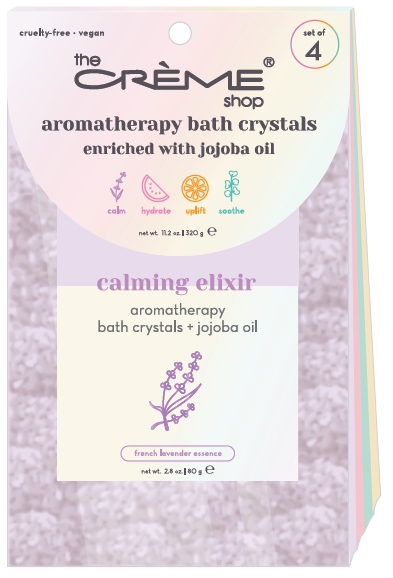 cruelty-free • vegan
set of
4
the
CRÈME®
shop
aromatherapy bath crystals
enriched with jojoba oil
calm hydrate uplift soothe
net wt. 11.2 oz. | 320 g ℮
calming elixir
aromatherapy
bath crystals + jojoba oil
french lavender essence
net wt. 2.8 oz. | 80 g ℮